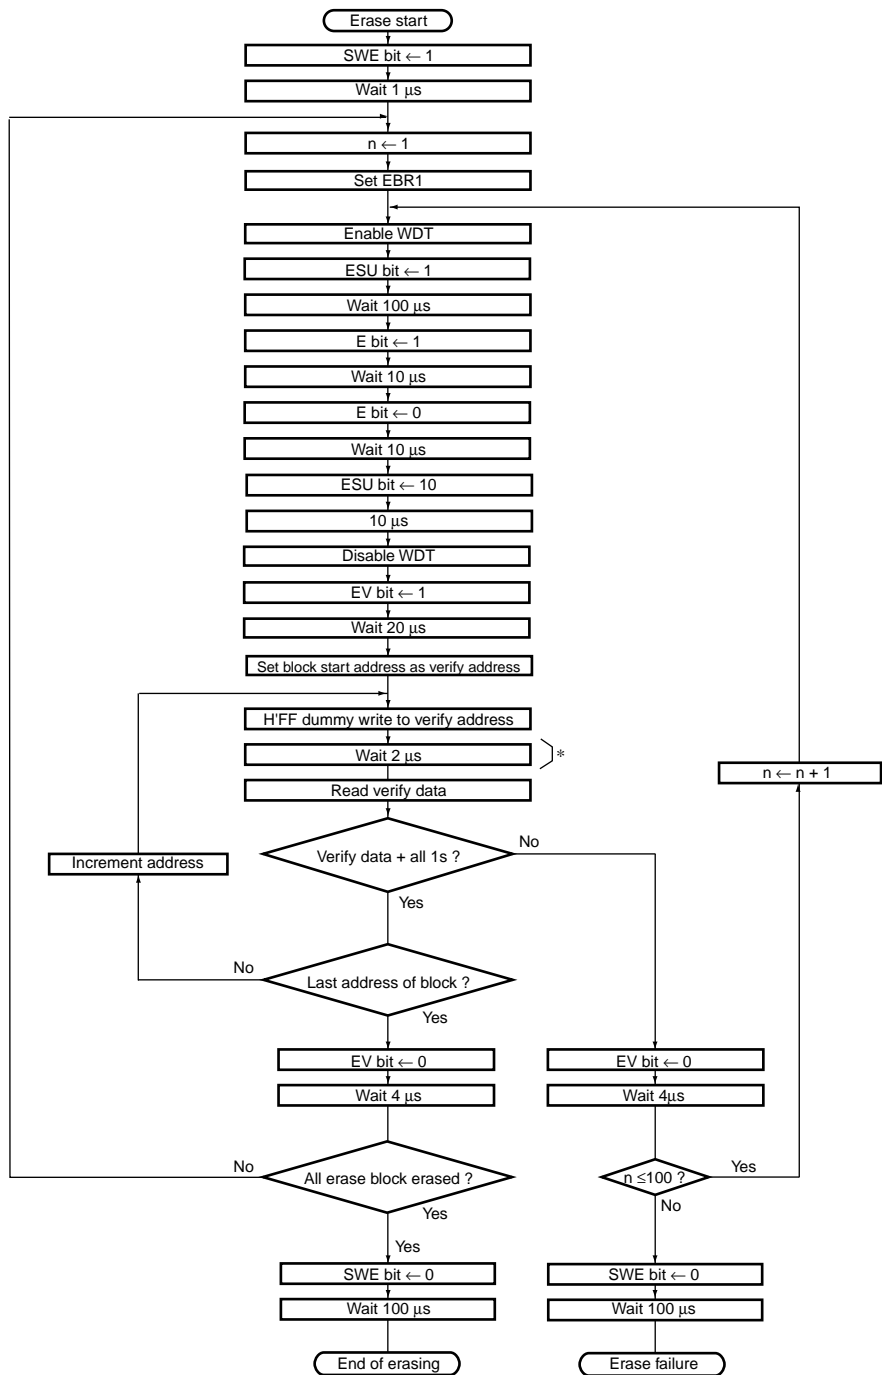 Erase start
SWE bit ← 1
Wait 1 μs
n ← 1
Set EBR1
Enable WDT
ESU bit ← 1
Wait 100 μs
E bit ← 1
Wait 10 μs
E bit ← 0
Wait 10 μs
ESU bit ← 10
10 μs
Disable WDT
EV bit ← 1
Wait 20 μs
Set block start address as verify address
H'FF dummy write to verify address
Wait 2 μs
*
n ← n + 1
Read verify data
No
Verify data + all 1s ?
Increment address
Yes
No
Last address of block ?
Yes
EV bit ← 0
EV bit ← 0
Wait 4 μs
Wait 4μs
No
All erase block erased ?
n ≤100 ?
Yes
Yes
No
Yes
SWE bit ← 0
SWE bit ← 0
Wait 100 μs
Wait 100 μs
End of erasing
Erase failure